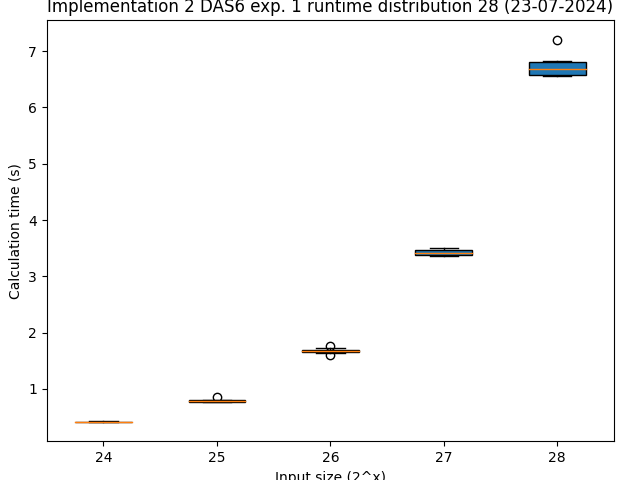 Implementation 2 DAS6 exp. 1 runtime distribution 28 (23-07-2024)
7
6
5
4
3
2
1
Calculation time (s)
24 25 26 27 28
Input size (2^x)